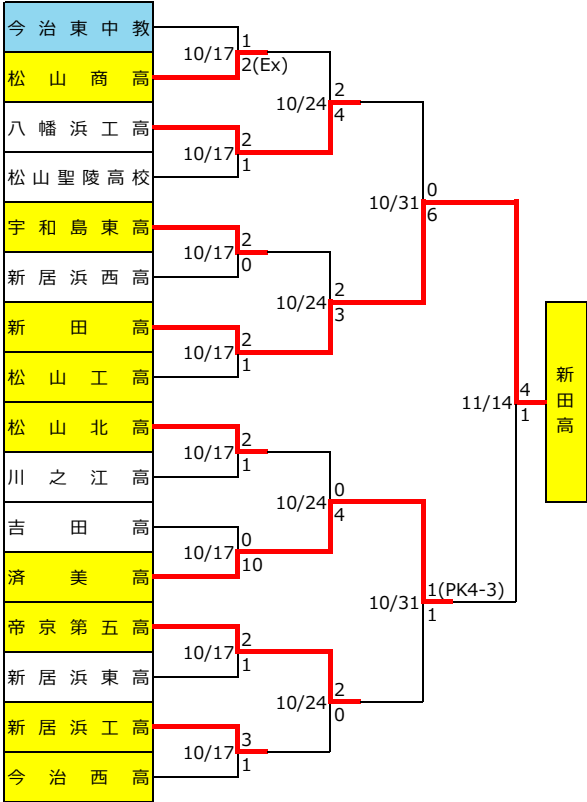 今治東中教
松山商高
八幡浜工高
松山聖陵高校
宇和島東高
新居浜西高
新田高
松山工高
松山北高
川之江高
吉田高
済美高
帝京第五高
新居浜東高
新居浜工高
今治西高
10/17
1
2(Ex)
10/17
2
1
10/17
2
0
10/17
2
1
10/17
2
1
10/17
0
10
10/17
2
1
10/17
3
1
10/24
2
4
10/24
2
3
10/24
0
4
10/24
2
0
10/31
0
6
10/31
1(PK4-3)
1
11/14
4
1
新田高